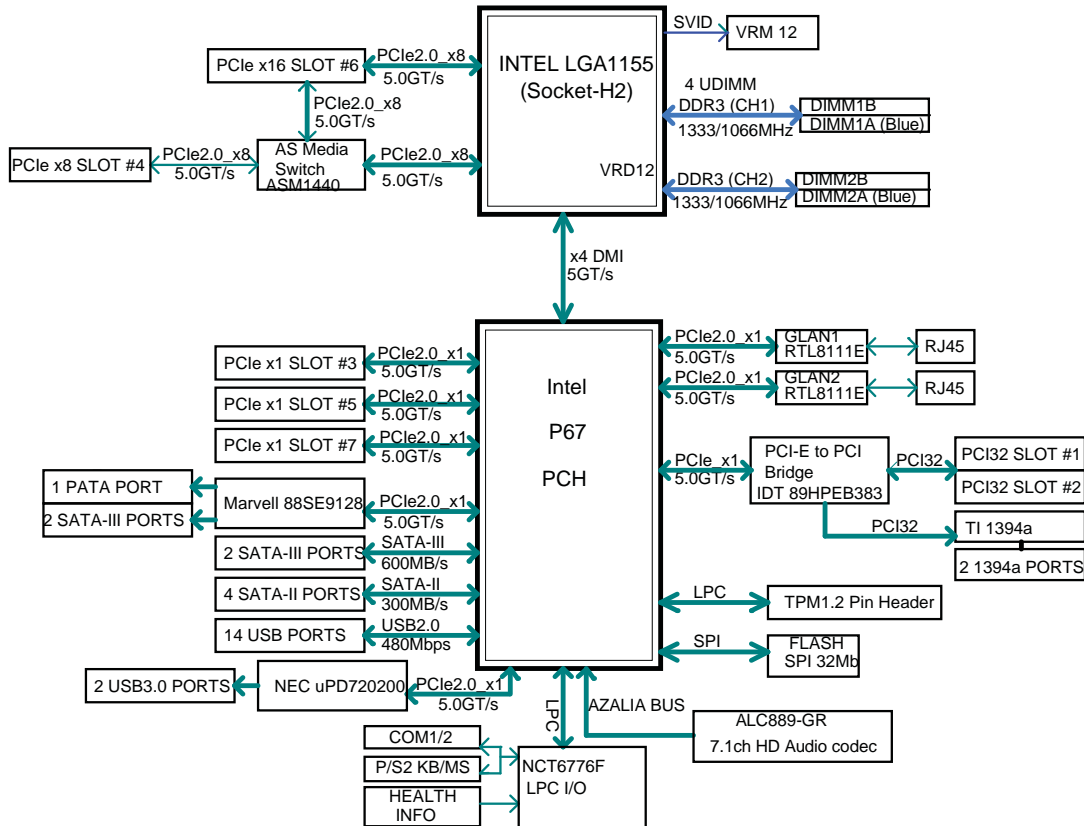 SVID
VRM 12
PCIe x16 SLOT #6
PCIe2.0_x8
5.0GT/s
INTEL LGA1155
(Socket-H2)
4 UDIMM
DDR3 (CH1)
1333/1066MHz
DIMM1B
DIMM1A (Blue)
PCIe2.0_x8
5.0GT/s
PCIe x8 SLOT #4
PCIe2.0_x8
5.0GT/s
AS Media
Switch
ASM1440
PCIe2.0_x8
5.0GT/s
VRD12
DDR3 (CH2)
1333/1066MHz
DIMM2B
DIMM2A (Blue)
x4 DMI
5GT/s
Intel
P67
PCH
PCIe x1 SLOT #3
PCIe2.0_x1
5.0GT/s
PCIe x1 SLOT #5
PCIe2.0_x1
5.0GT/s
PCIe x1 SLOT #7
PCIe2.0_x1
5.0GT/s
1 PATA PORT
2 SATA-III PORTS
Marvell 88SE9128
PCIe2.0_x1
5.0GT/s
2 SATA-III PORTS
SATA-III
600MB/s
4 SATA-II PORTS
SATA-II
300MB/s
14 USB PORTS
USB2.0
480Mbps
2 USB3.0 PORTS
NEC uPD720200
PCIe2.0_x1
5.0GT/s
PCIe2.0_x1
5.0GT/s
GLAN1
RTL8111E
RJ45
PCIe2.0_x1
5.0GT/s
GLAN2
RTL8111E
RJ45
PCIe_x1
5.0GT/s
PCI-E to PCI
Bridge
IDT 89HPEB383
PCI32
PCI32 SLOT #1
PCI32 SLOT #2
PCI32
TI 1394a
2 1394a PORTS
LPC
TPM1.2 Pin Header
SPI
FLASH
SPI 32Mb
LPC
AZALIA BUS
ALC889-GR
7.1ch HD Audio codec
COM1/2
P/S2 KB/MS
HEALTH
INFO
NCT6776F
LPC I/O